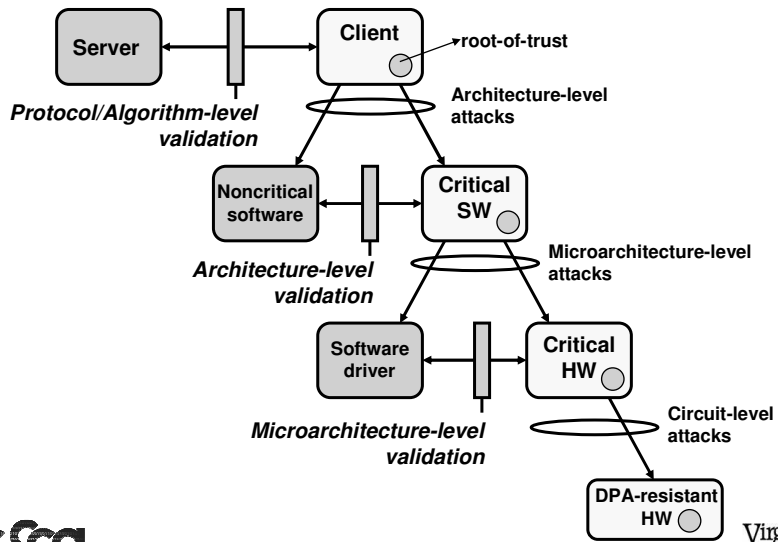 Server
Client
root-of-trust
Protocol/Algorithm-level
validation
Architecture-level
attacks
Noncritical
software
Critical
SW
Architecture-level
validation
Microarchitecture-level
attacks
Software
driver
Critical
HW
Microarchitecture-level
validation
Circuit-level
attacks
DPA-resistant
HW